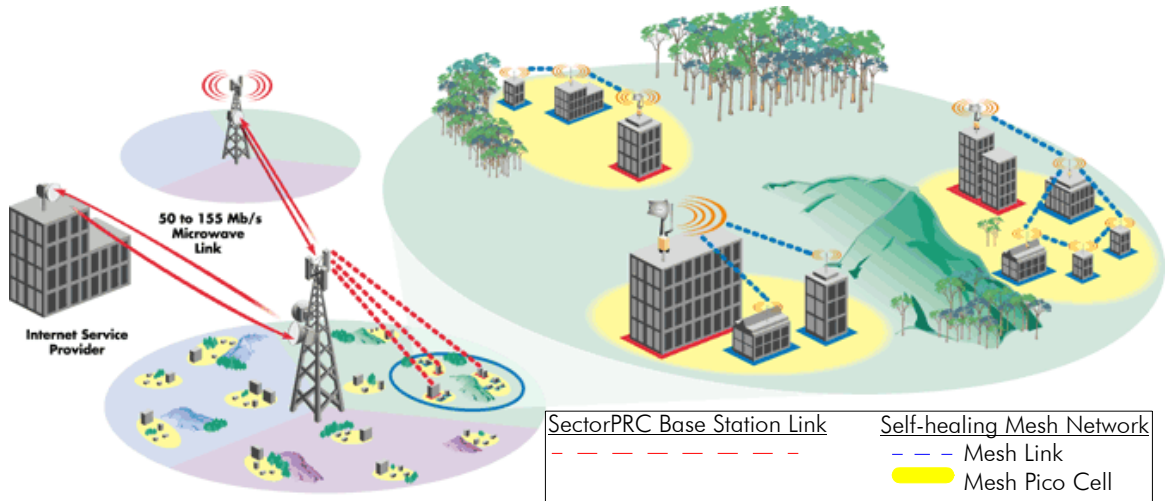 50 to 155 Mb/s
Microwave
Link
Internet Service
Provider
SectorPRC Base Station Link
Self-healing Mesh Network
Mesh Link
Mesh Pico Cell